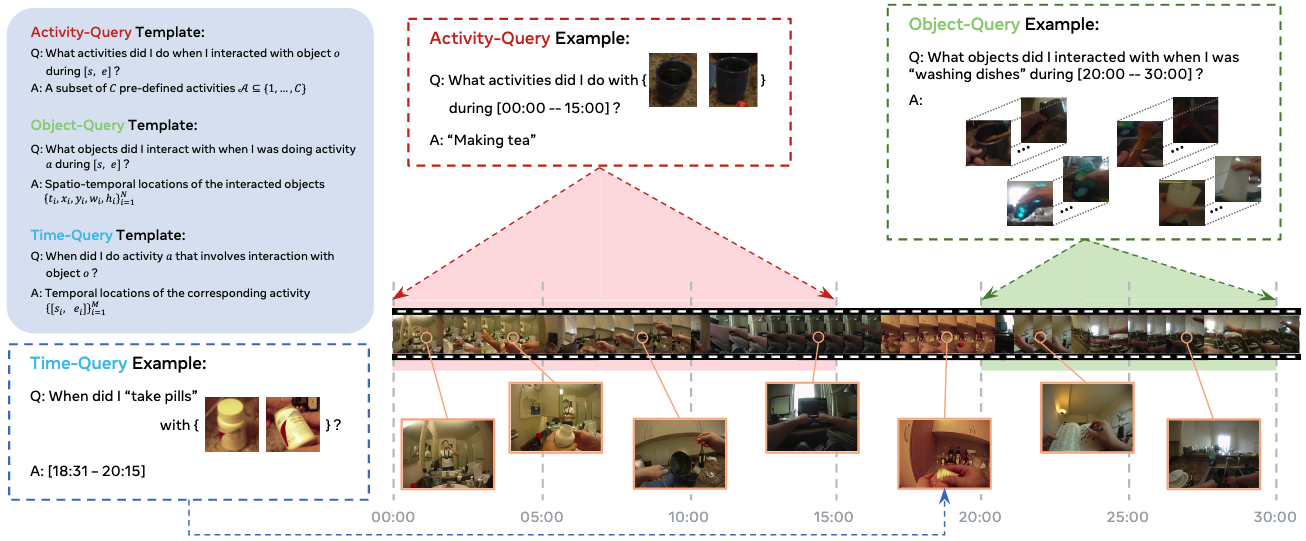 Activity-Query Template:
Q: What activities did I do when I interacted with object o
during [s, e] ?
A: A subset of C pre-defined activities 𝒜 ⊆ {1, ... , C}
Object-Query Template:
Q: What objects did I interact with when I was doing activity
a during [s, e] ?
A: Spatio-temporal locations of the interacted objects
{t_i, x_i, y_i, w_i, h_i}_{i=1}^N
Time-Query Template:
Q: When did I do activity a that involves interaction with
object o ?
A: Temporal locations of the corresponding activity
{[s_i, e_i]}_{i=1}^M
Time-Query Example:
Q: When did I “take pills”
with { } ?
A: [18:31 – 20:15]
Activity-Query Example:
Q: What activities did I do with { }
during [00:00 -- 15:00] ?
A: “Making tea”
Object-Query Example:
Q: What objects did I interacted with when I was
“washing dishes” during [20:00 -- 30:00] ?
A:
00:00 05:00 10:00 15:00 20:00 25:00 30:00